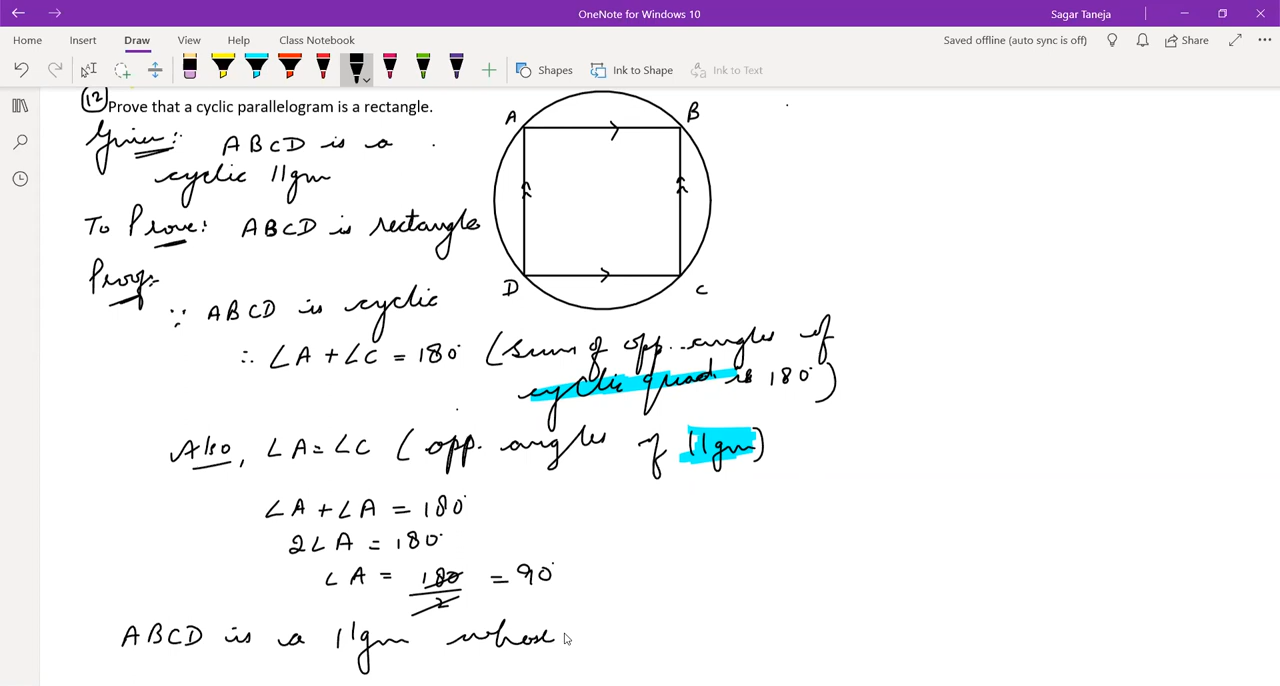 OneNote for Windows 10
Sagar Taneja
Home Insert Draw View Help Class Notebook
Saved offline (auto sync is off) Share
Shapes Ink to Shape Ink to Text
(12) Prove that a cyclic parallelogram is a rectangle.
Given: ABCD is a
cyclic ||gm
To Prove: ABCD is rectangle
Proof:
∵ ABCD is cyclic
∴ ∠A + ∠C = 180° (Sum of opp. angles of
cyclic quad is 180°)
Also, ∠A = ∠C (opp. angles of ||gm)
∠A + ∠A = 180°
2∠A = 180°
∠A = 180/2 = 90°
ABCD is a ||gm whose
A B
D C